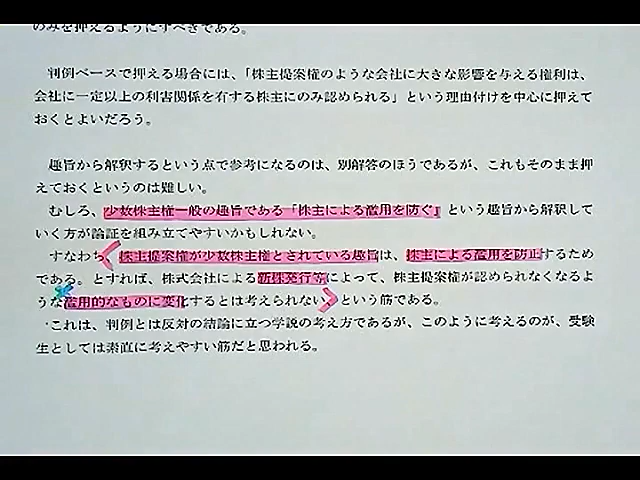 のみを押えるようにすべきである。
判例ベースで押える場合には、「株主提案権のような会社に大きな影響を与える権利は、
会社に一定以上の利害関係を有する株主にのみ認められる」という理由付けを中心に押えて
おくとよいだろう。
趣旨から解釈するという点で参考になるのは、別解答のほうであるが、これもそのまま押
えておくというのは難しい。
むしろ、少数株主権一般の趣旨である「株主による濫用を防ぐ」という趣旨から解釈して
いく方が論証を組み立てやすいかもしれない。
すなわち、株主提案権が少数株主権とされている趣旨は、株主による濫用を防止するため
である。とすれば、株式会社による新株発行等によって、株主提案権が認められなくなるよ
うな濫用的なものに変化するとは考えられない、という筋である。
これは、判例とは反対の結論に立つ学説の考え方であるが、このように考えるのが、受験
生としては素直に考えやすい筋だと思われる。